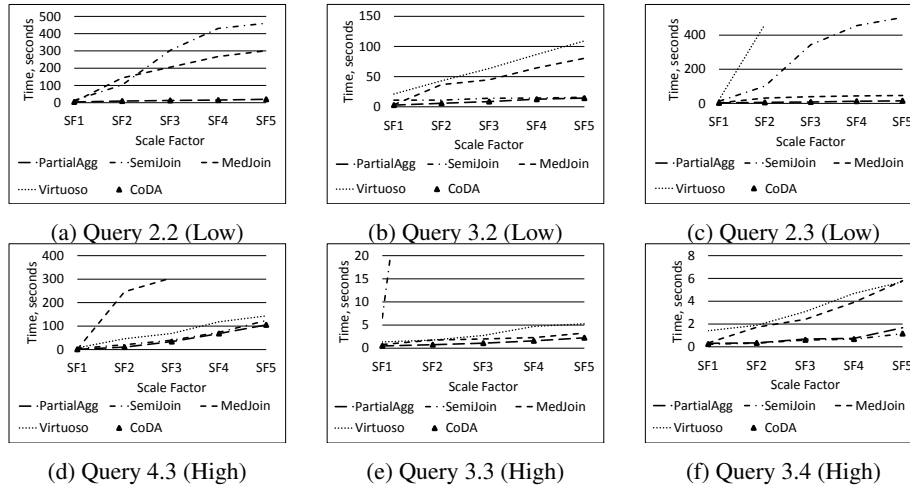 500
400
300
200
100
0
Time, seconds
SF1 SF2 SF3 SF4 SF5
Scale Factor
PartialAgg SemiJoin MedJoin
Virtuoso CoDA
(a) Query 2.2 (Low)
150
100
50
0
Time, seconds
SF1 SF2 SF3 SF4 SF5
Scale Factor
PartialAgg SemiJoin MedJoin
Virtuoso CoDA
(b) Query 3.2 (Low)
400
200
0
Time, seconds
SF1 SF2 SF3 SF4 SF5
Scale Factor
PartialAgg SemiJoin MedJoin
Virtuoso CoDA
(c) Query 2.3 (Low)
400
300
200
100
0
Time, seconds
SF1 SF2 SF3 SF4 SF5
Scale Factor
PartialAgg SemiJoin MedJoin
Virtuoso CoDA
(d) Query 4.3 (High)
20
15
10
5
0
Time, seconds
SF1 SF2 SF3 SF4 SF5
Scale Factor
PartialAgg SemiJoin MedJoin
Virtuoso CoDA
(e) Query 3.3 (High)
8
6
4
2
0
Time, seconds
SF1 SF2 SF3 SF4 SF5
Scale Factor
PartialAgg SemiJoin MedJoin
Virtuoso CoDA
(f) Query 3.4 (High)